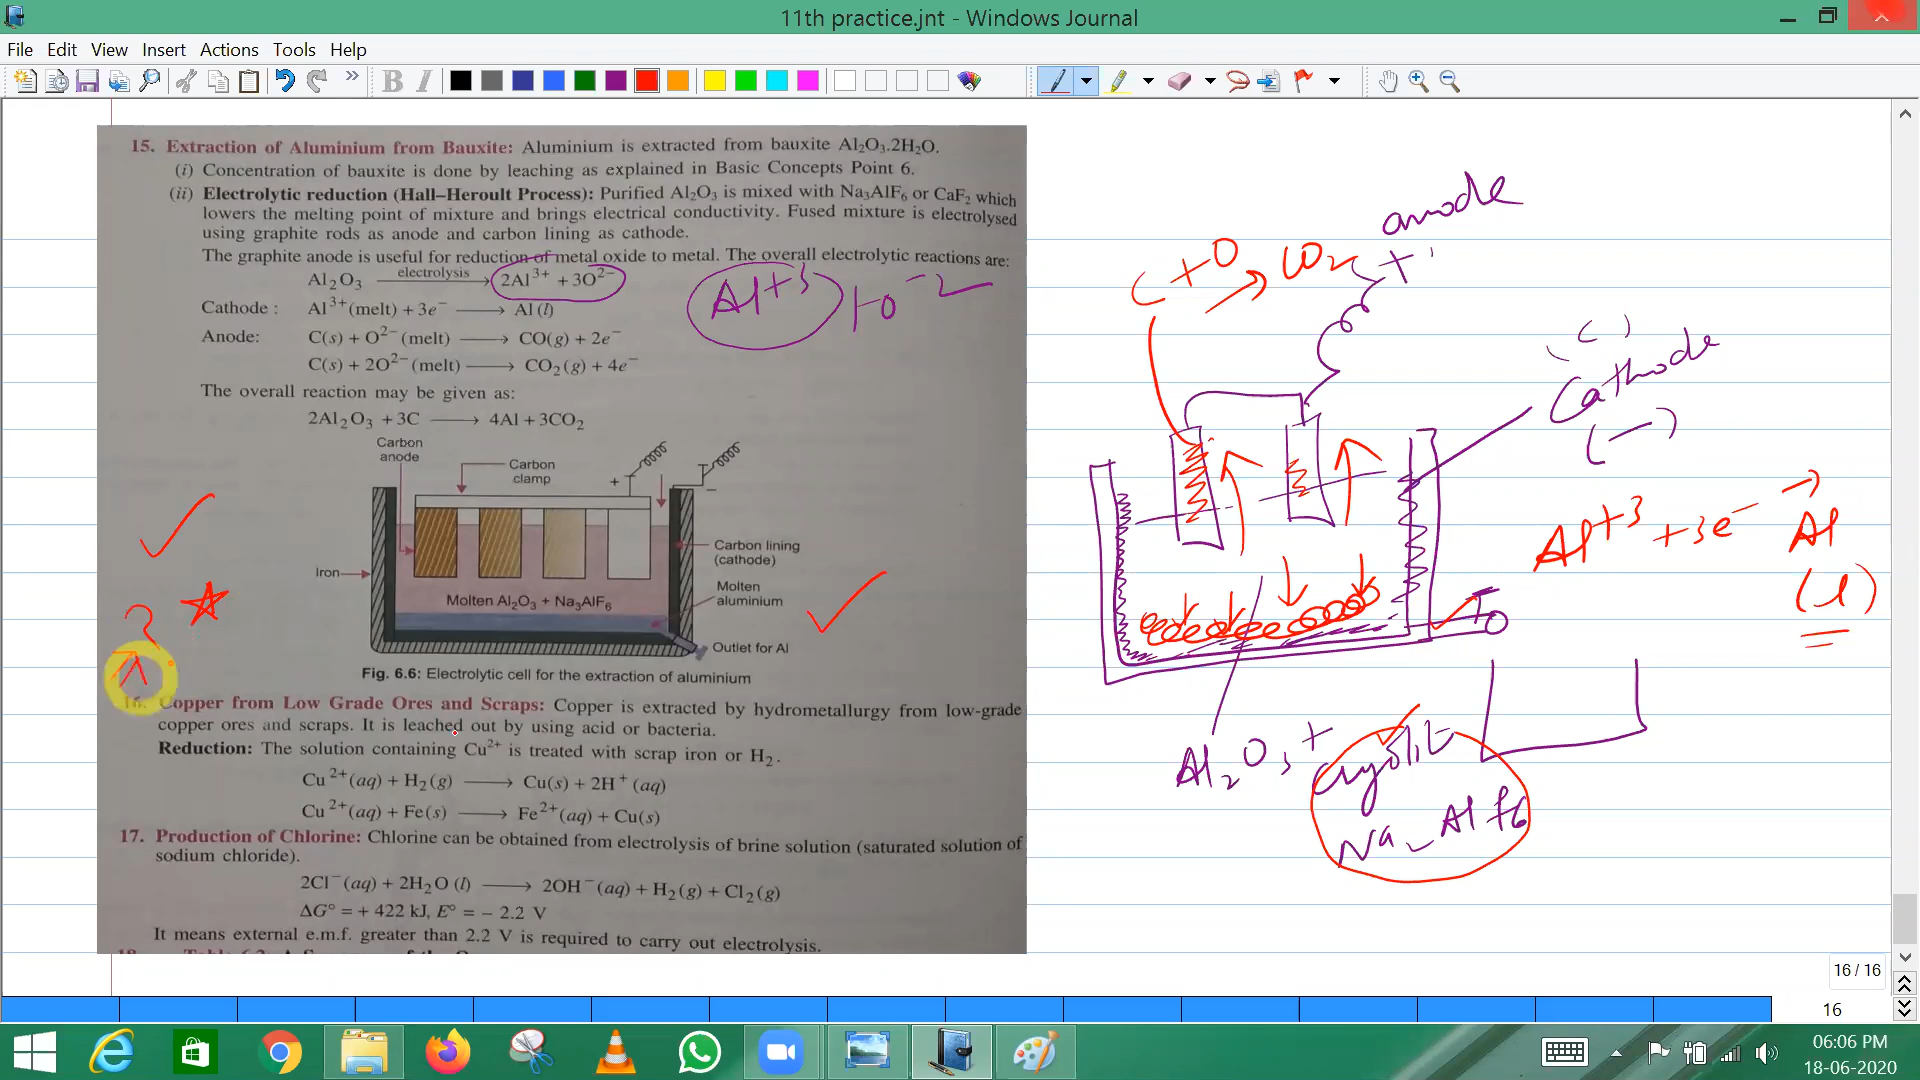 11th practice.jnt - Windows Journal
File Edit View Insert Actions Tools Help
15. Extraction of Aluminium from Bauxite: Aluminium is extracted from bauxite Al₂O₃.2H₂O.
(i) Concentration of bauxite is done by leaching as explained in Basic Concepts Point 6.
(ii) Electrolytic reduction (Hall–Heroult Process): Purified Al₂O₃ is mixed with Na₃AlF₆ or CaF₂ which
lowers the melting point of mixture and brings electrical conductivity. Fused mixture is electrolysed
using graphite rods as anode and carbon lining as cathode.
The graphite anode is useful for reduction of metal oxide to metal. The overall electrolytic reactions are:
Al₂O₃ electrolysis⟶ 2Al³⁺ + 3O²⁻
Cathode : Al³⁺ (melt) + 3e⁻ ⟶ Al (l)
Anode: C(s) + O²⁻ (melt) ⟶ CO(g) + 2e⁻
C(s) + 2O²⁻ (melt) ⟶ CO₂ (g) + 4e⁻
The overall reaction may be given as:
2Al₂O₃ + 3C ⟶ 4Al + 3CO₂
Carbon
anode
Carbon
clamp
+
–
Iron
Carbon lining
(cathode)
Molten
aluminium
Molten Al₂O₃ + Na₃AlF₆
Outlet for Al
Fig. 6.6: Electrolytic cell for the extraction of aluminium
16. Copper from Low Grade Ores and Scraps: Copper is extracted by hydrometallurgy from low-grade
copper ores and scraps. It is leached out by using acid or bacteria.
Reduction: The solution containing Cu²⁺ is treated with scrap iron or H₂.
Cu²⁺(aq) + H₂(g) ⟶ Cu(s) + 2H⁺ (aq)
Cu²⁺(aq) + Fe(s) ⟶ Fe²⁺(aq) + Cu(s)
17. Production of Chlorine: Chlorine can be obtained from electrolysis of brine solution (saturated solution of
sodium chloride).
2Cl⁻(aq) + 2H₂O (l) ⟶ 2OH⁻(aq) + H₂(g) + Cl₂(g)
ΔG° = + 422 kJ, E° = – 2.2 V
It means external e.m.f. greater than 2.2 V is required to carry out electrolysis.
Al+3 + O-2
anode
+
C + O → CO2
Cathode
(-)
Al+3 + 3e- → Al
(l)
Al2O3 +
Al F6
16 / 16
16
06:06 PM
18-06-2020